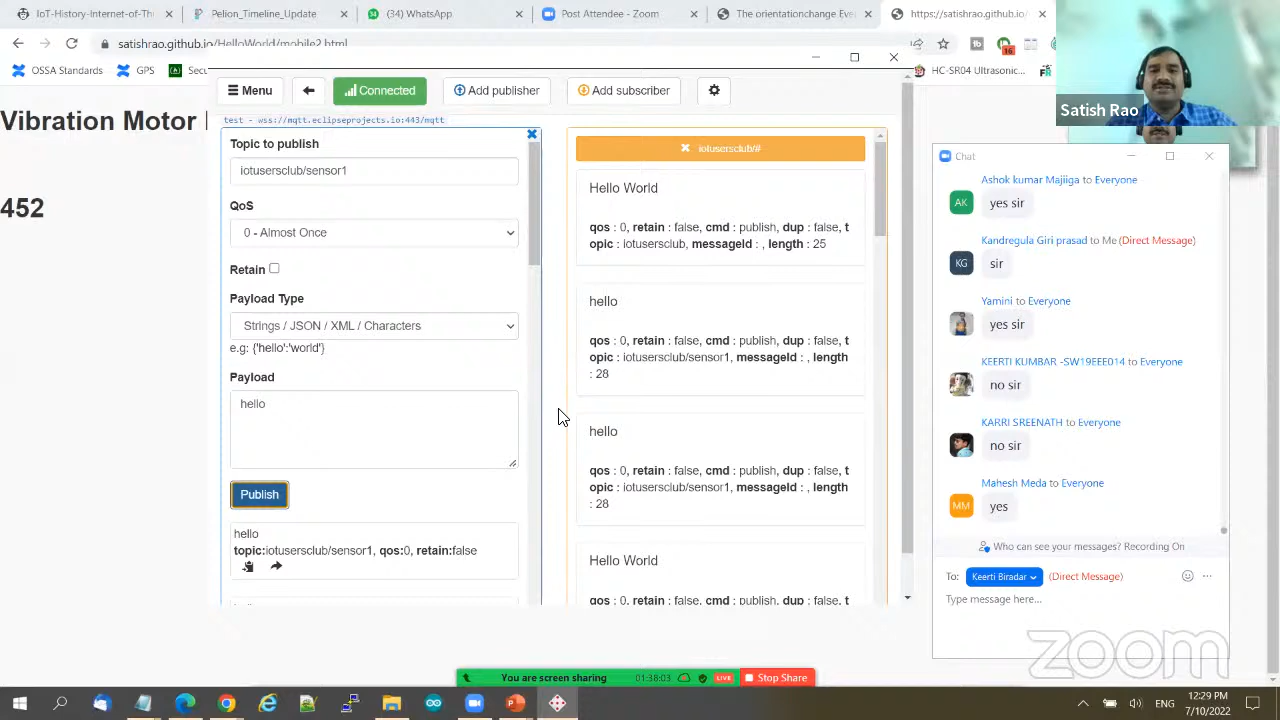 IoT-History-Internet-of-Th
Pelion_Update
(34) WhatsApp
Post Attendee - Zoom
The orientationchange Eve
https://satishrao.github.io
satishrao.github.io/HelloWorld/mobile2.html
16
OSSA Standards
GPS
HC-SR04 Ultrasonic...
Satish Rao
Vibration Motor
452
Menu
Connected
Add publisher
Add subscriber
test - wss://mqtt.eclipseprojects.io:443/mqtt
Topic to publish
iotusersclub/sensor1
QoS
0 - Almost Once
Retain
Payload Type
Strings / JSON / XML / Characters
e.g: {'hello':'world'}
Payload
hello
Publish
hello
topic:iotusersclub/sensor1, qos:0, retain:false
iotusersclub/#
Hello World
qos : 0, retain : false, cmd : publish, dup : false, t
opic : iotusersclub, messageId : , length : 25
hello
qos : 0, retain : false, cmd : publish, dup : false, t
opic : iotusersclub/sensor1, messageId : , length
: 28
hello
qos : 0, retain : false, cmd : publish, dup : false, t
opic : iotusersclub/sensor1, messageId : , length
: 28
Hello World
qos : 0, retain : false, cmd : publish, dup : false, t
Chat
Ashok kumar Majiiga to Everyone
AK
yes sir
Kandregula Giri prasad to Me (Direct Message)
KG
sir
Yamini to Everyone
yes sir
KEERTI KUMBAR -SW19EEE014 to Everyone
no sir
KARRI SREENATH to Everyone
no sir
Mahesh Meda to Everyone
MM
yes
Who can see your messages? Recording On
To: Keerti Biradar (Direct Message)
Type message here...
zoom
You are screen sharing
01:38:03
LIVE
Stop Share
ENG
12:29 PM
7/10/2022